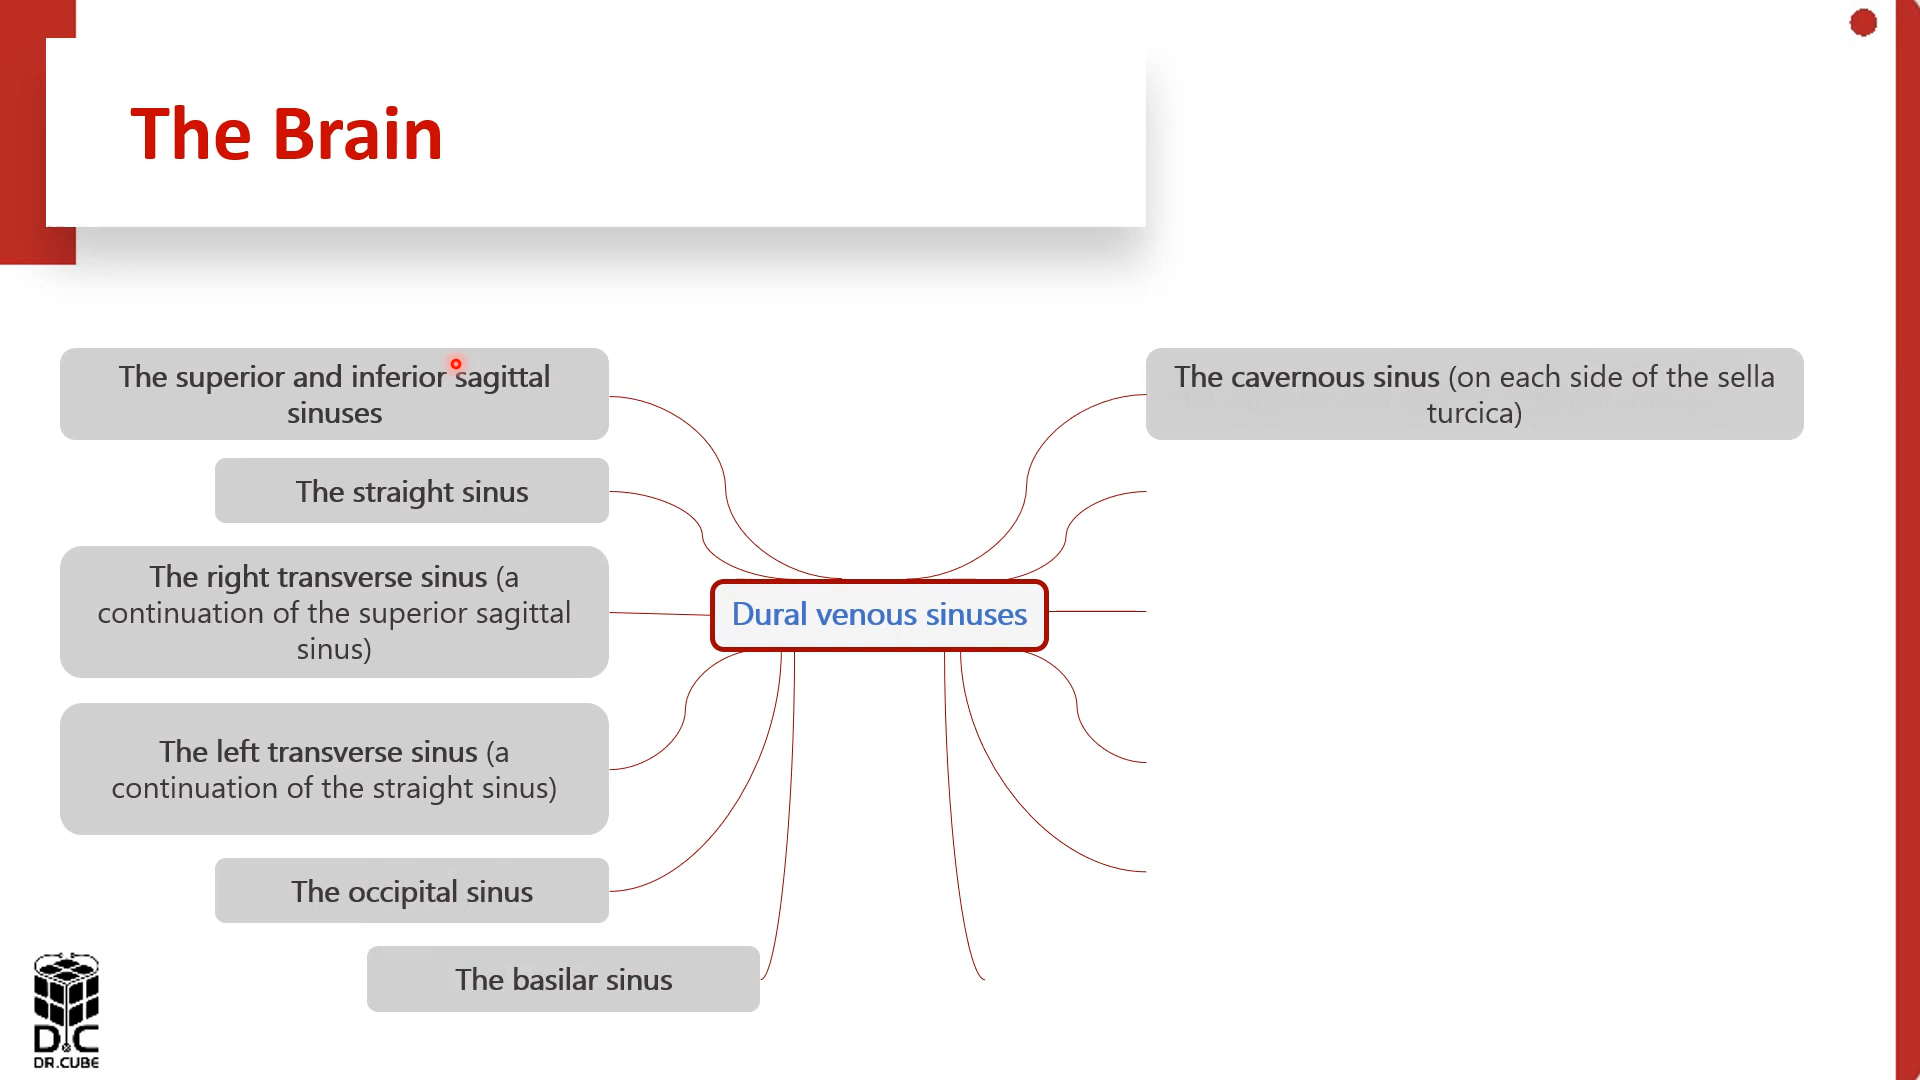 The Brain
The superior and inferior sagittal
sinuses
The straight sinus
The right transverse sinus (a
continuation of the superior sagittal
sinus)
The left transverse sinus (a
continuation of the straight sinus)
The occipital sinus
The basilar sinus
Dural venous sinuses
The cavernous sinus (on each side of the sella
turcica)
D.C
DR.CUBE